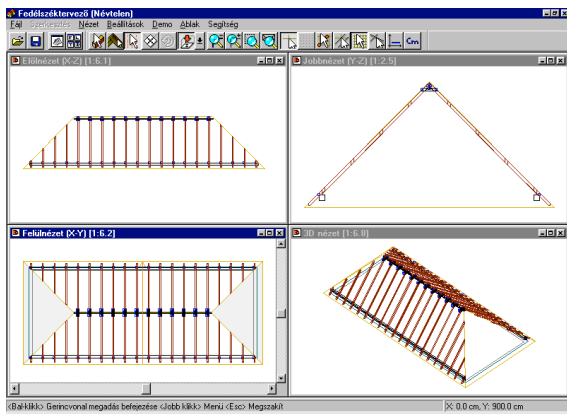 Fedélszéktervező (Névtelen)
Fájl Szerkesztés Nézet Beállítások Demo Ablak Segítség
Cm
Elölnézet (X-Z) [1:6.1]
Jobbnézet (Y-Z) [1:2.5]
Felülnézet (X-Y) [1:6.2]
3D nézet [1:6.8]
<Bal-klikk> Gerincvonal megadás befejezése <Jobb klikk> Menü <Esc> Megszakít
X: 0.0 cm, Y: 900.0 cm